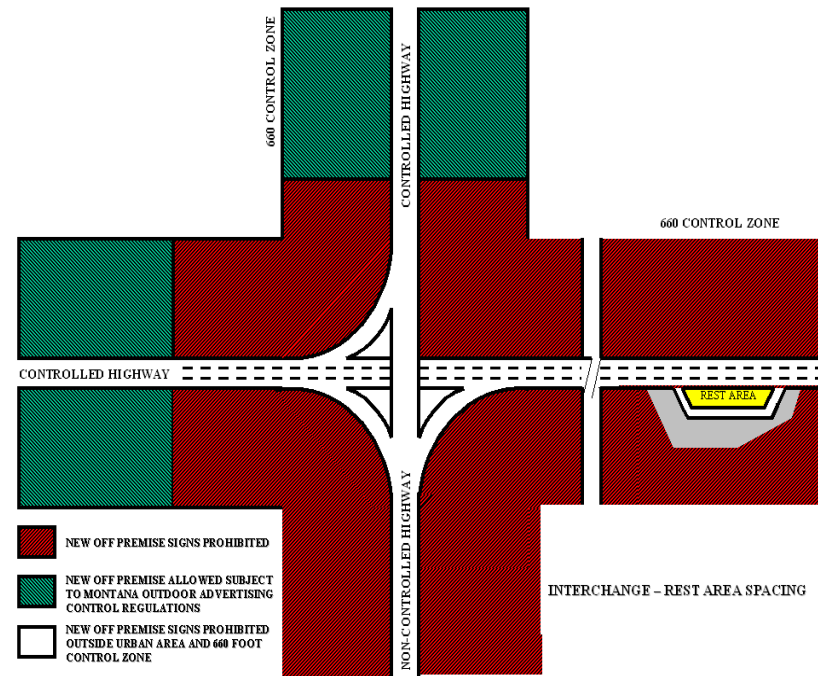 660 CONTROL ZONE
CONTROLLED HIGHWAY
660 CONTROL ZONE
CONTROLLED HIGHWAY
REST AREA
NON-CONTROLLED HIGHWAY
NEW OFF PREMISE SIGNS PROHIBITED
NEW OFF PREMISE ALLOWED SUBJECT
TO MONTANA OUTDOOR ADVERTISING
CONTROL REGULATIONS
NEW OFF PREMISE SIGNS PROHIBITED
OUTSIDE URBAN AREA AND 660 FOOT
CONTROL ZONE
INTERCHANGE – REST AREA SPACING